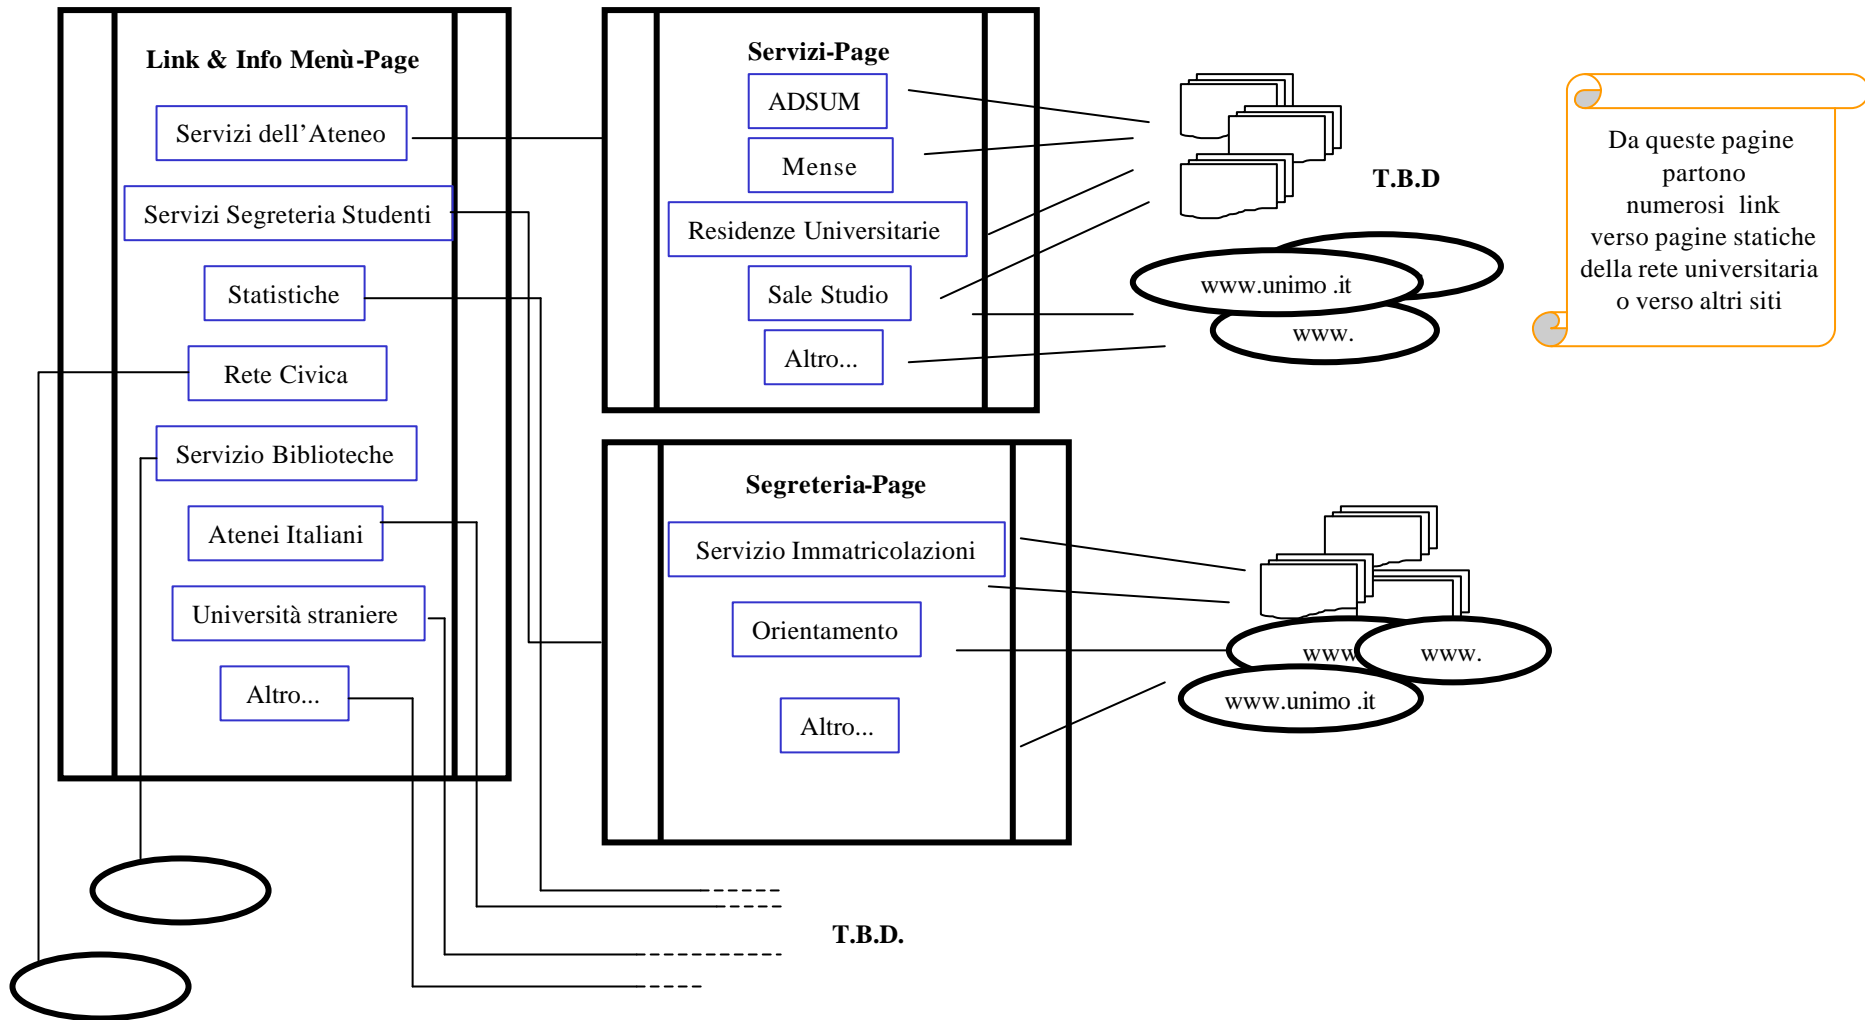 Link & Info Menù-Page
Servizi dell'Ateneo
Servizi Segreteria Studenti
Statistiche
Rete Civica
Servizio Biblioteche
Atenei Italiani
Università straniere
Altro...
Servizi-Page
ADSUM
Mense
Residenze Universitarie
Sale Studio
Altro...
T.B.D
www.unimo .it
www.
Da queste pagine
partono
numerosi link
verso pagine statiche
della rete universitaria
o verso altri siti
Segreteria-Page
Servizio Immatricolazioni
Orientamento
Altro...
www
www.
www.unimo .it
T.B.D.